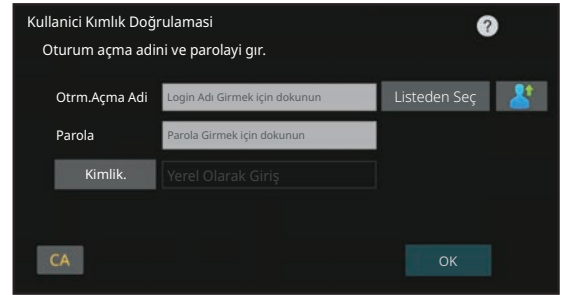 Kullanici Kımlık Doğrulamasi
?
Oturum açma adini ve parolayi gır.
Otrm.Açma Adi
Login Adı Girmek için dokunun
Listeden Seç
Parola
Parola Girmek için dokunun
Kimlik.
Yerel Olarak Giriş
CA
OK